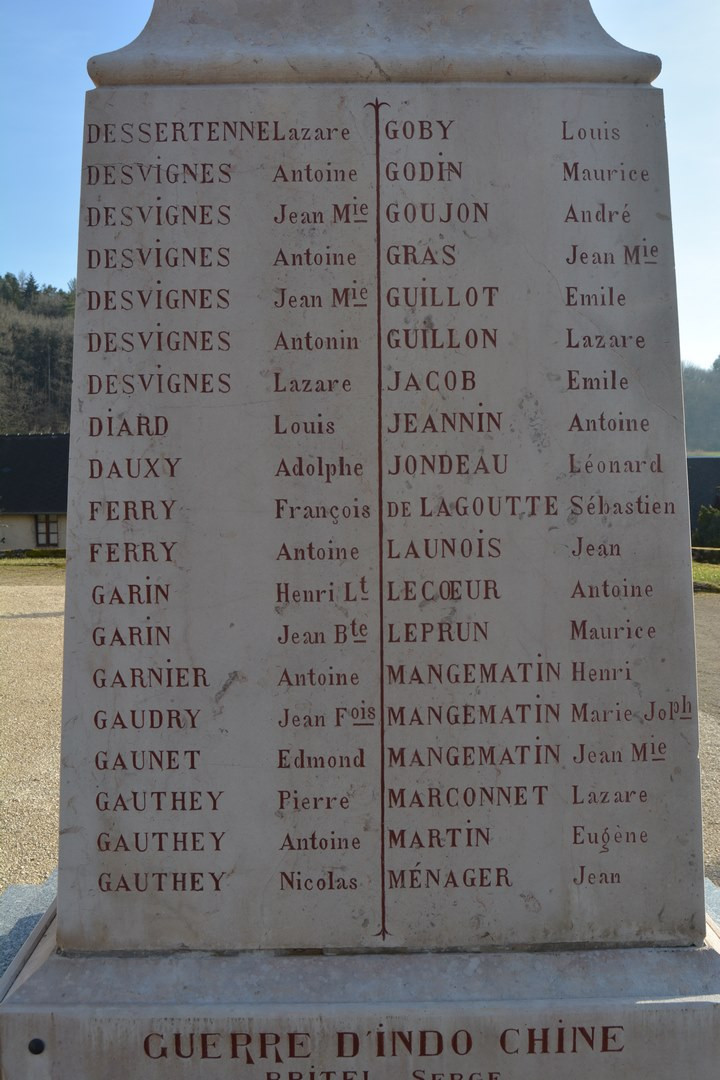 DESSERTENNE Lazare
DESVIGNES Antoine
DESVIGNES Jean Mie
DESVIGNES Antoine
DESVIGNES Jean Mie
DESVIGNES Antonin
DESVIGNES Lazare
DIARD Louis
DAUXY Adolphe
FERRY François
FERRY Antoine
GARIN Henri Lt
GARIN Jean Bte
GARNIER Antoine
GAUDRY Jean Fois
GAUNET Edmond
GAUTHEY Pierre
GAUTHEY Antoine
GAUTHEY Nicolas
GOBY Louis
GODIN Maurice
GOUJON André
GRAS Jean Mie
GUILLOT Emile
GUILLON Lazare
JACOB Emile
JEANNIN Antoine
JONDEAU Léonard
DE LAGOUTTE Sébastien
LAUNOIS Jean
LECŒUR Antoine
LEPRUN Maurice
MANGEMATIN Henri
MANGEMATIN Marie Joph
MANGEMATIN Jean Mie
MARCONNET Lazare
MARTIN Eugène
MÉNAGER Jean
GUERRE D'INDO CHINE
BRITEL SERGE